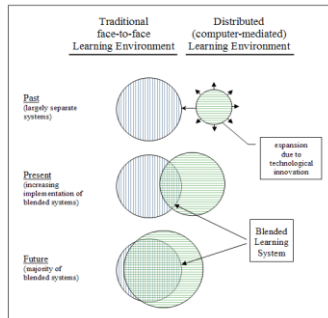 Traditional
face-to-face
Learning Environment
Distributed
(computer-mediated)
Learning Environment
Past
(largely separate
systems)
expansion
due to
technological
innovation
Present
(increasing
implementation of
blended systems)
Blended
Learning
System
Future
(majority of
blended systems)